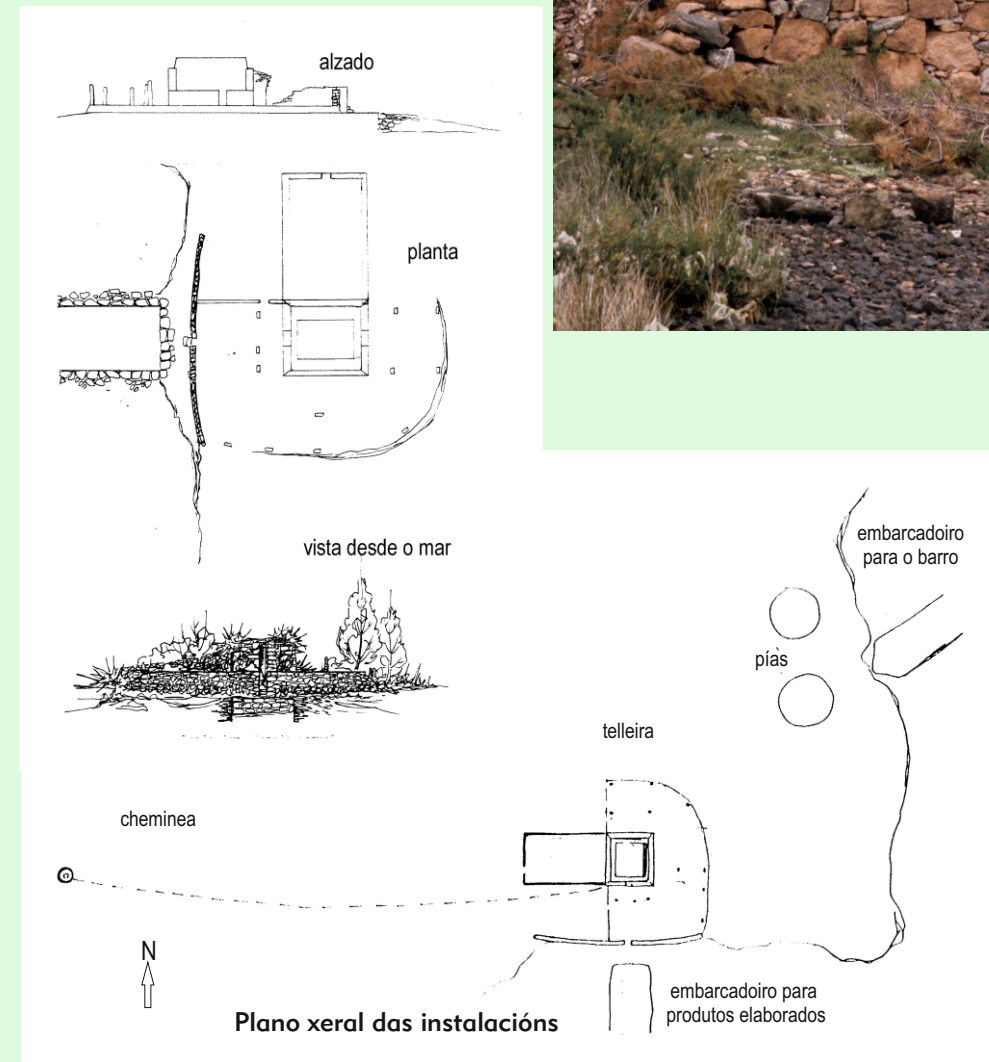 alzado
planta
vista desde o mar
embarcadoiro
para o barro
pías
telleira
cheminea
N
embarcadoiro para
produtos elaborados
Plano xeral das instalacións